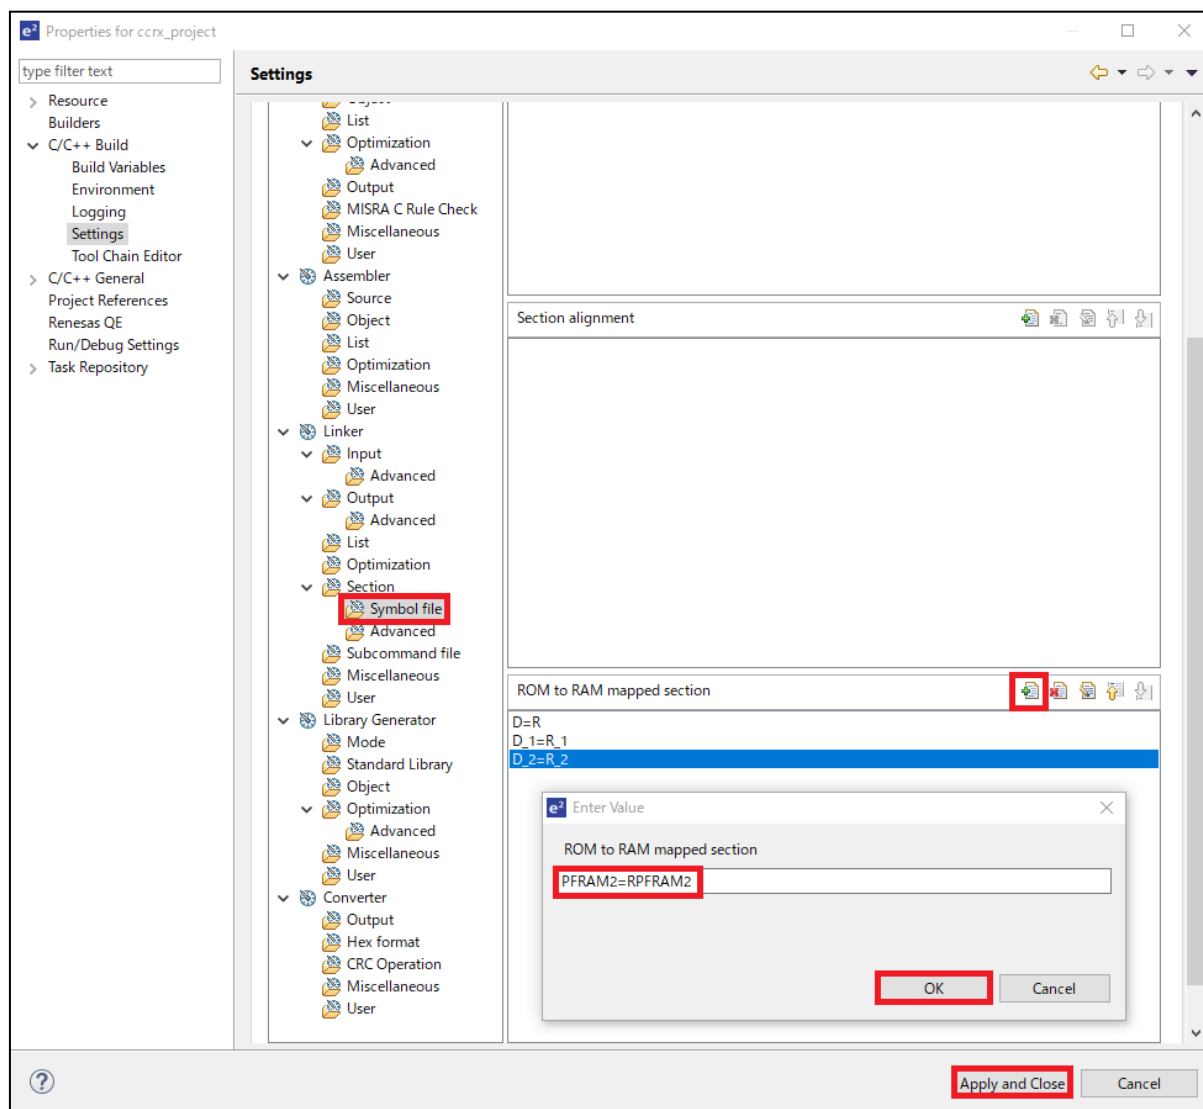 e² Properties for ccrx_project
type filter text
Settings
Resource
Builders
C/C++ Build
Build Variables
Environment
Logging
Settings
Tool Chain Editor
C/C++ General
Project References
Renesas QE
Run/Debug Settings
Task Repository
List
Optimization
Advanced
Output
MISRA C Rule Check
Miscellaneous
User
Assembler
Source
Object
List
Optimization
Miscellaneous
User
Linker
Input
Advanced
Output
Advanced
List
Optimization
Section
Symbol file
Advanced
Subcommand file
Miscellaneous
User
Library Generator
Mode
Standard Library
Object
Optimization
Advanced
Miscellaneous
User
Converter
Output
Hex format
CRC Operation
Miscellaneous
User
Section alignment
ROM to RAM mapped section
D=R
D_1=R_1
D_2=R_2
e² Enter Value
ROM to RAM mapped section
PFRAM2=RPFRAM2
OK
Cancel
?
Apply and Close
Cancel